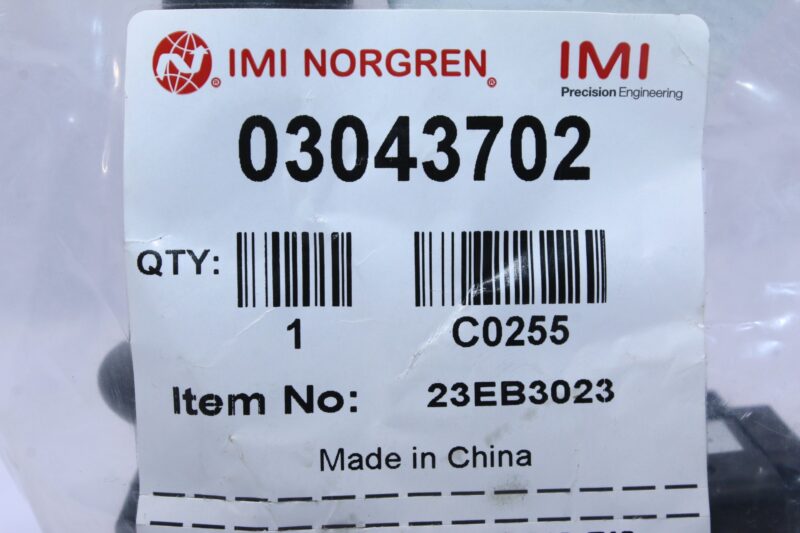 IMI NORGREN® IMI
Precision Engineering
03043702
QTY:
1 C0255
Item No: 23EB3023
Made in China